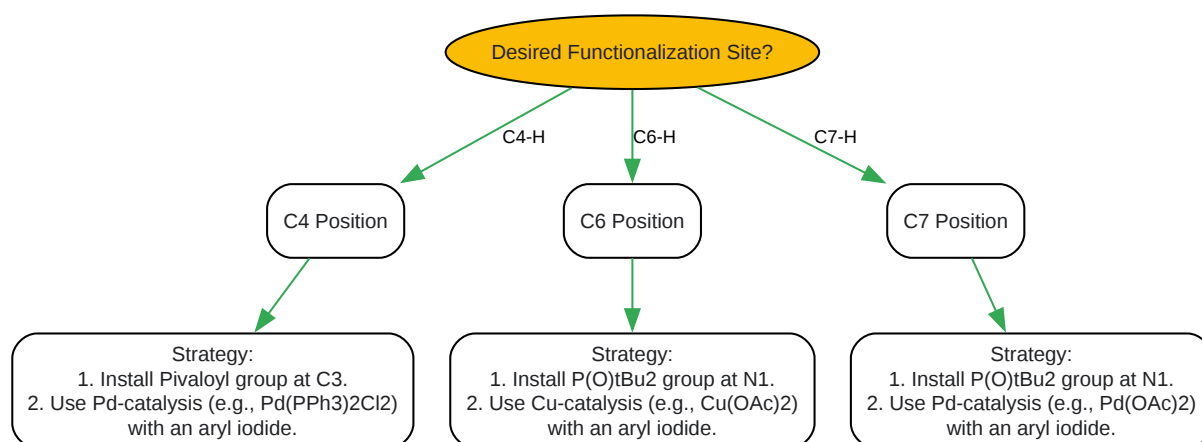 Desired Functionalization Site?
C4-H
C6-H
C7-H
C4 Position
C6 Position
C7 Position
Strategy:
1. Install Pivaloyl group at C3.
2. Use Pd-catalysis (e.g., Pd(PPh3)2Cl2)
with an aryl iodide.
Strategy:
1. Install P(O)tBu2 group at N1.
2. Use Cu-catalysis (e.g., Cu(OAc)2)
with an aryl iodide.
Strategy:
1. Install P(O)tBu2 group at N1.
2. Use Pd-catalysis (e.g., Pd(OAc)2)
with an aryl iodide.